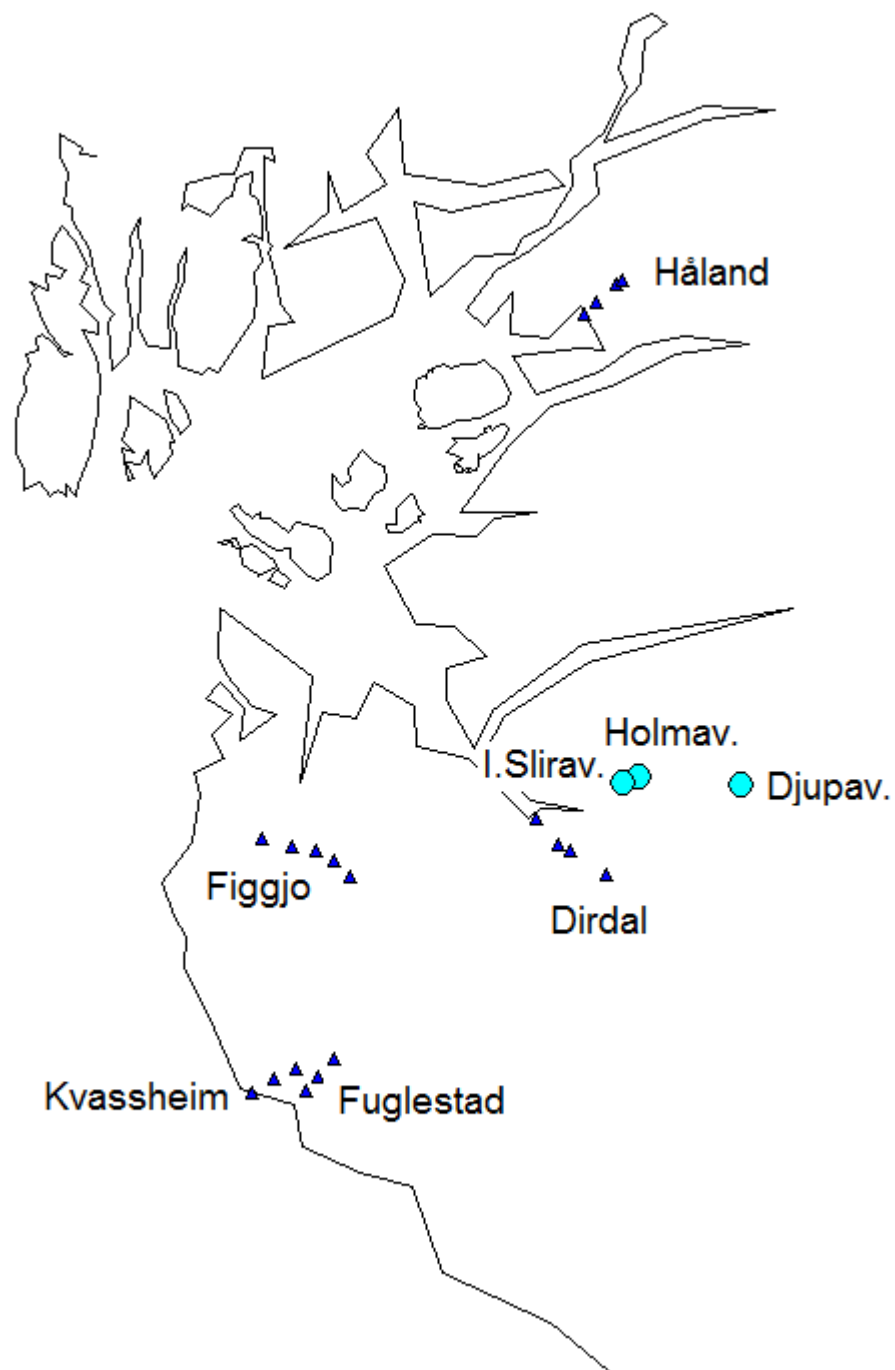 Håland
Holmav.
I.Slirav.
Djupav.
Figgjo
Dirdal
Kvassheim
Fuglestad